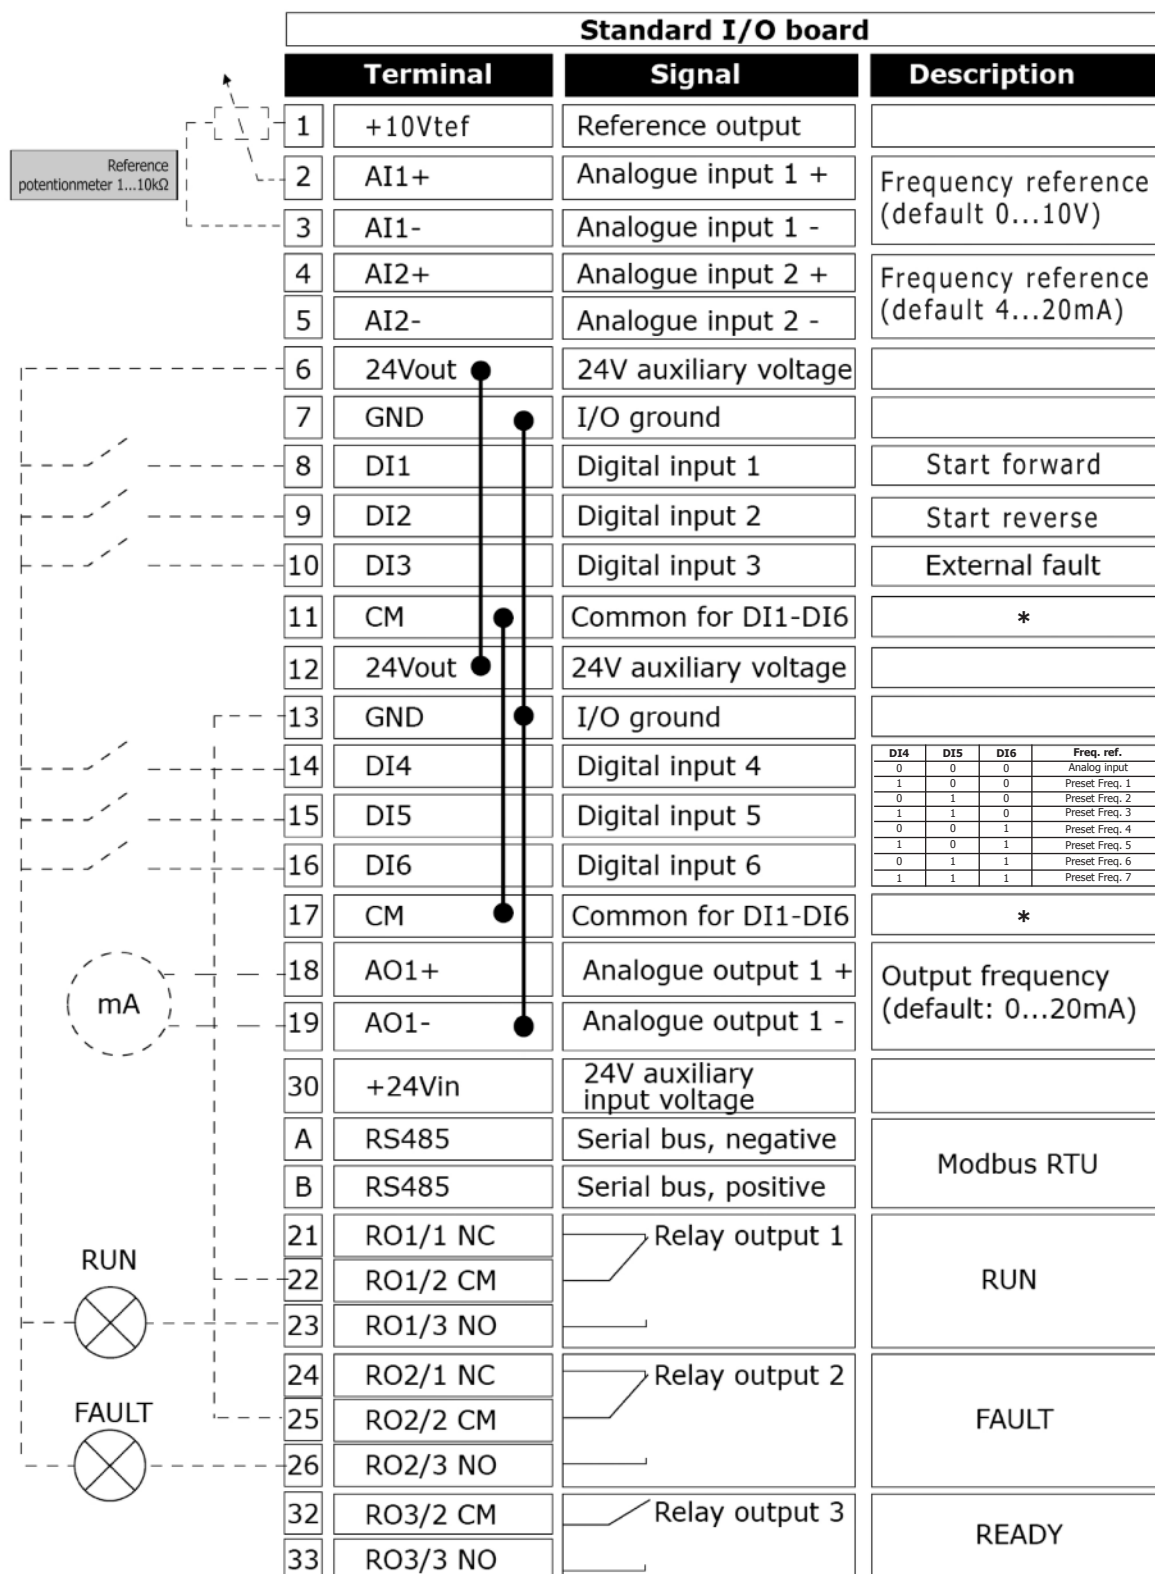 Standard I/O board
Terminal Signal Description
1 +10Vtef Reference output
Reference
potentionmeter 1...10kΩ
2 AI1+ Analogue input 1 +
Frequency reference
(default 0...10V)
3 AI1- Analogue input 1 -
4 AI2+ Analogue input 2 +
Frequency reference
(default 4...20mA)
5 AI2- Analogue input 2 -
6 24Vout 24V auxiliary voltage
7 GND I/O ground
8 DI1 Digital input 1 Start forward
9 DI2 Digital input 2 Start reverse
10 DI3 Digital input 3 External fault
11 CM Common for DI1-DI6 *
12 24Vout 24V auxiliary voltage
13 GND I/O ground
14 DI4 Digital input 4
15 DI5 Digital input 5
16 DI6 Digital input 6
DI4 DI5 DI6 Freq. ref.
0 0 0 Analog input
1 0 0 Preset Freq. 1
0 1 0 Preset Freq. 2
1 1 0 Preset Freq. 3
0 0 1 Preset Freq. 4
1 0 1 Preset Freq. 5
0 1 1 Preset Freq. 6
1 1 1 Preset Freq. 7
17 CM Common for DI1-DI6 *
mA
18 AO1+ Analogue output 1 +
Output frequency
(default: 0...20mA)
19 AO1- Analogue output 1 -
30 +24Vin 24V auxiliary
input voltage
A RS485 Serial bus, negative
Modbus RTU
B RS485 Serial bus, positive
21 RO1/1 NC Relay output 1
RUN
22 RO1/2 CM RUN
23 RO1/3 NO
24 RO2/1 NC Relay output 2
FAULT
25 RO2/2 CM FAULT
26 RO2/3 NO
32 RO3/2 CM Relay output 3
READY
33 RO3/3 NO